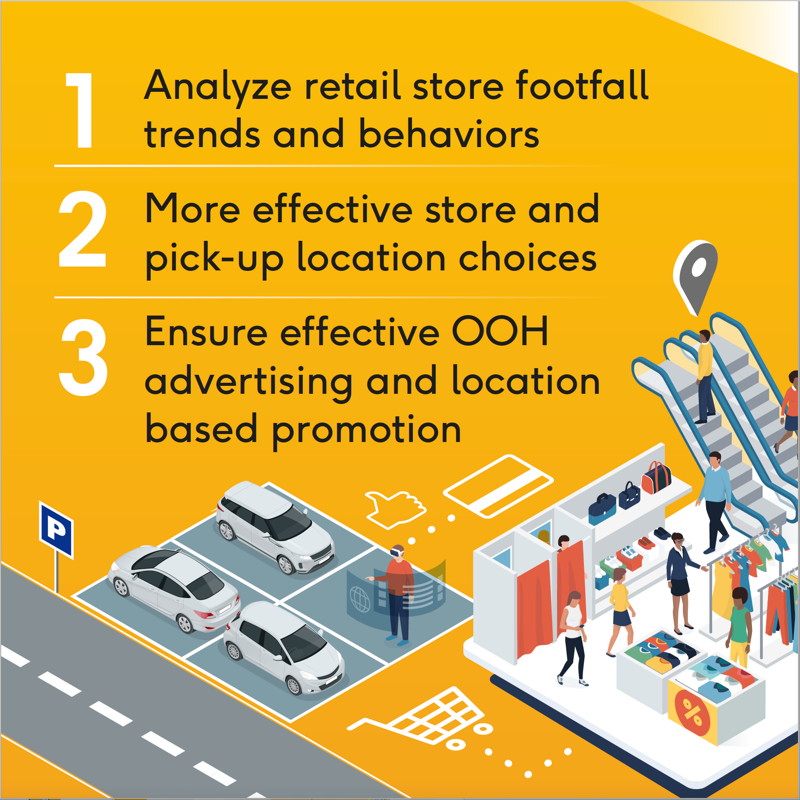 1 Analyze retail store footfall
trends and behaviors
2 More effective store and
pick-up location choices
3 Ensure effective OOH
advertising and location
based promotion
P
%